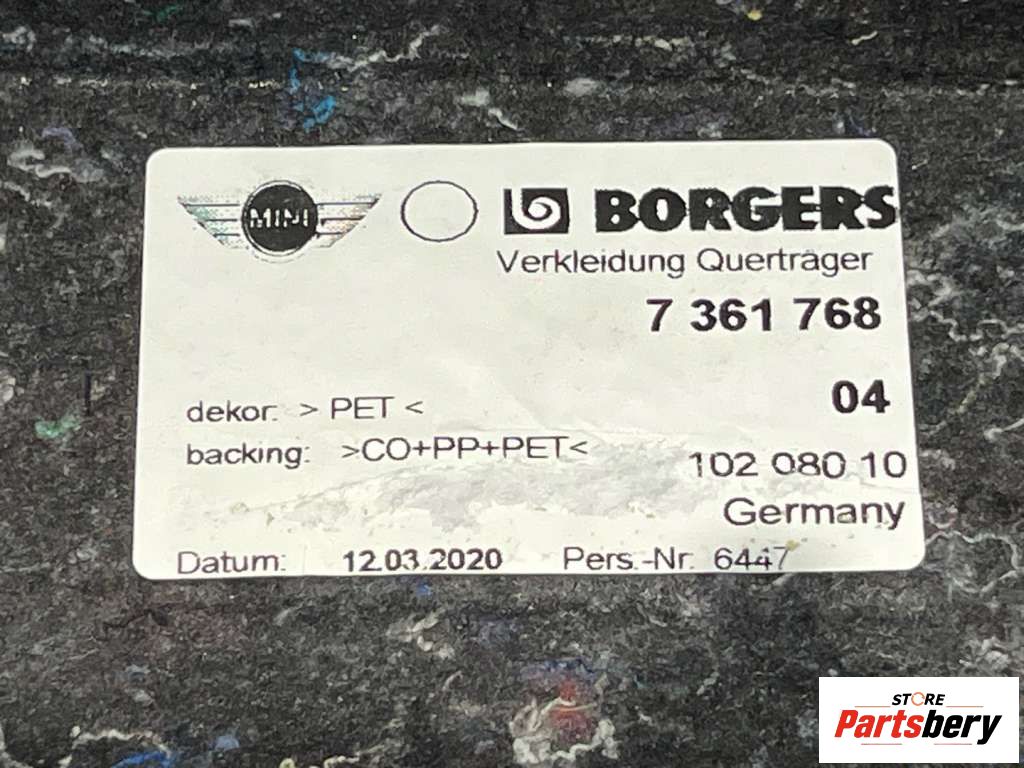 MINI
BORGERS
Verkleidung Querträger
7 361 768
04
dekor: > PET <
backing: >CO+PP+PET<
102 080 10
Germany
Datum: 12.03.2020 Pers.-Nr. 6447
STORE
Partsbery